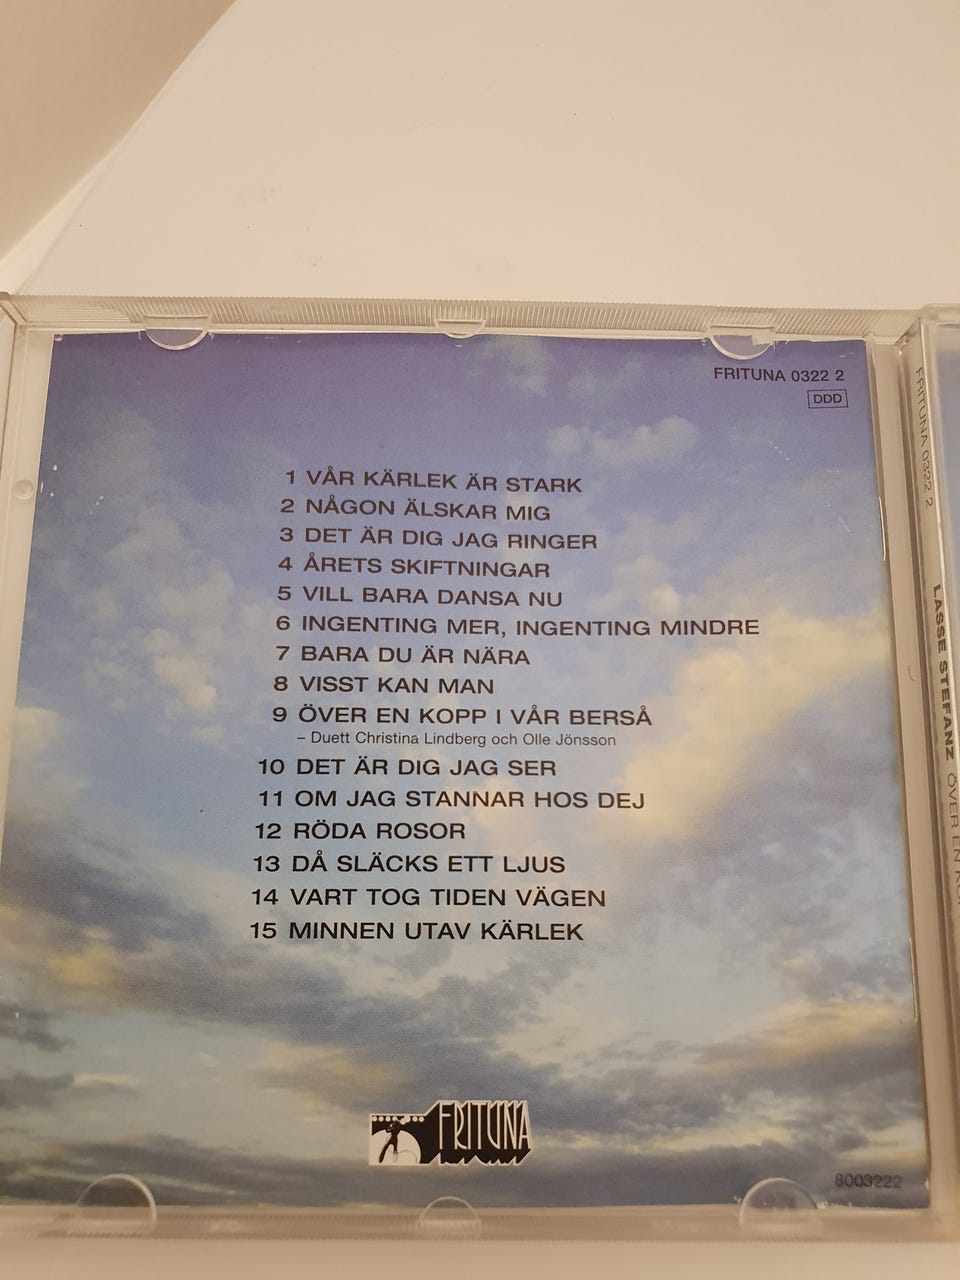 FRITUNA 0322 2
DDD
1 VÅR KÄRLEK ÄR STARK
2 NÅGON ÄLSKAR MIG
3 DET ÄR DIG JAG RINGER
4 ÅRETS SKIFTNINGAR
5 VILL BARA DANSA NU
6 INGENTING MER, INGENTING MINDRE
7 BARA DU ÄR NÄRA
8 VISST KAN MAN
9 ÖVER EN KOPP I VÅR BERSÅ
– Duett Christina Lindberg och Olle Jönsson
10 DET ÄR DIG JAG SER
11 OM JAG STANNAR HOS DEJ
12 RÖDA ROSOR
13 DÅ SLÄCKS ETT LJUS
14 VART TOG TIDEN VÄGEN
15 MINNEN UTAV KÄRLEK
FRITUNA
8003222
FRITUNA 0322 2
LASSE STEFANZ ÖVER EN